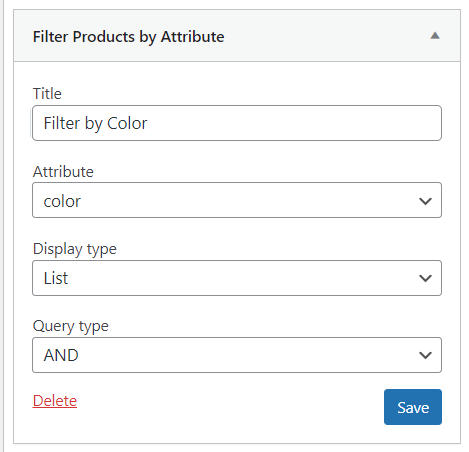 Filter Products by Attribute
Title
Filter by Color
Attribute
color
Display type
List
Query type
AND
Delete
Save